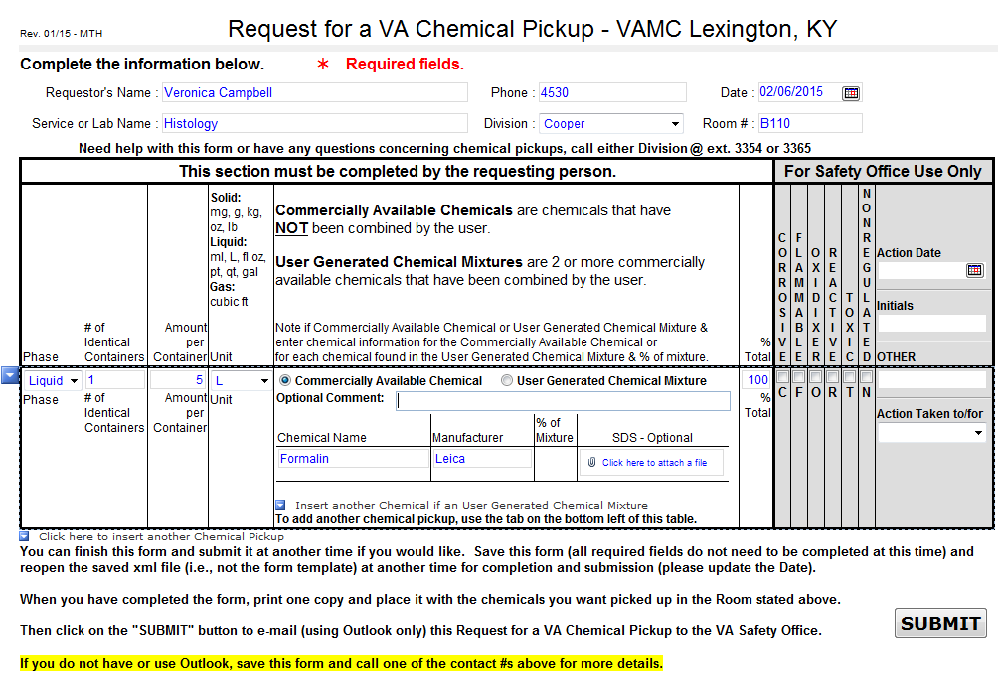 Rev. 01/15 - MTH
Request for a VA Chemical Pickup - VAMC Lexington, KY
Complete the information below. * Required fields.
Requestor's Name : Veronica Campbell Phone : 4530 Date : 02/06/2015
Service or Lab Name : Histology Division : Cooper Room # : B110
Need help with this form or have any questions concerning chemical pickups, call either Division @ ext. 3354 or 3365
This section must be completed by the requesting person. For Safety Office Use Only
Phase
# of
Identical
Containers
Amount
per
Container
Solid:
mg, g, kg,
oz, lb
Liquid:
ml, L, fl oz,
pt, qt, gal
Gas:
cubic ft
Unit
Commercially Available Chemicals are chemicals that have
NOT been combined by the user.
User Generated Chemical Mixtures are 2 or more commercially
available chemicals that have been combined by the user.
Note if Commercially Available Chemical or User Generated Chemical Mixture &
enter chemical information for the Commercially Available Chemical or
for each chemical found in the User Generated Chemical Mixture & % of mixture.
%
Total
CORROSIVE
FLAMMABLE
OXIDIXER
REACTIVE
TOXIC
NONREGULATED
Action Date
Initials
OTHER
Liquid 1 5 L Commercially Available Chemical User Generated Chemical Mixture 100
Phase
# of
Identical
Containers
Amount
per
Container
Unit
Optional Comment:
%
Total
C F O R T N
Action Taken to/for
Chemical Name Manufacturer % of
Mixture SDS - Optional
Formalin Leica Click here to attach a file
Insert another Chemical if an User Generated Chemical Mixture
To add another chemical pickup, use the tab on the bottom left of this table.
Click here to insert another Chemical Pickup
You can finish this form and submit it at another time if you would like. Save this form (all required fields do not need to be completed at this time) and
reopen the saved xml file (i.e., not the form template) at another time for completion and submission (please update the Date).
When you have completed the form, print one copy and place it with the chemicals you want picked up in the Room stated above.
Then click on the "SUBMIT" button to e-mail (using Outlook only) this Request for a VA Chemical Pickup to the VA Safety Office.
SUBMIT
If you do not have or use Outlook, save this form and call one of the contact #s above for more details.